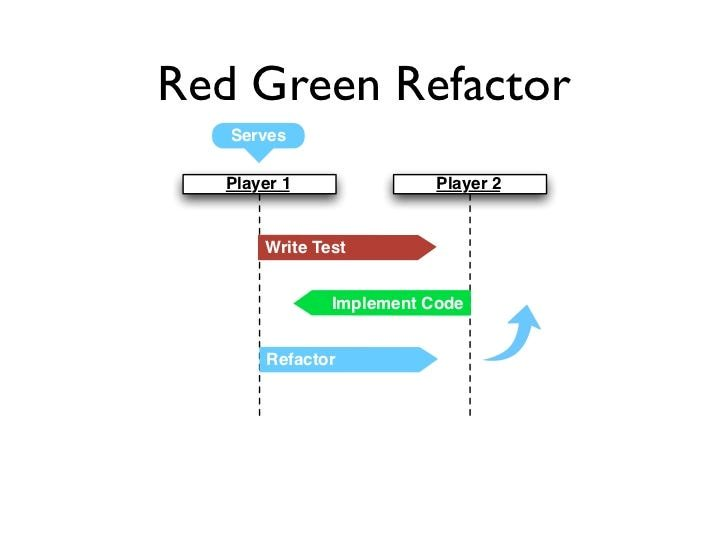 Red Green Refactor
Serves
Player 1
Player 2
Write Test
Implement Code
Refactor